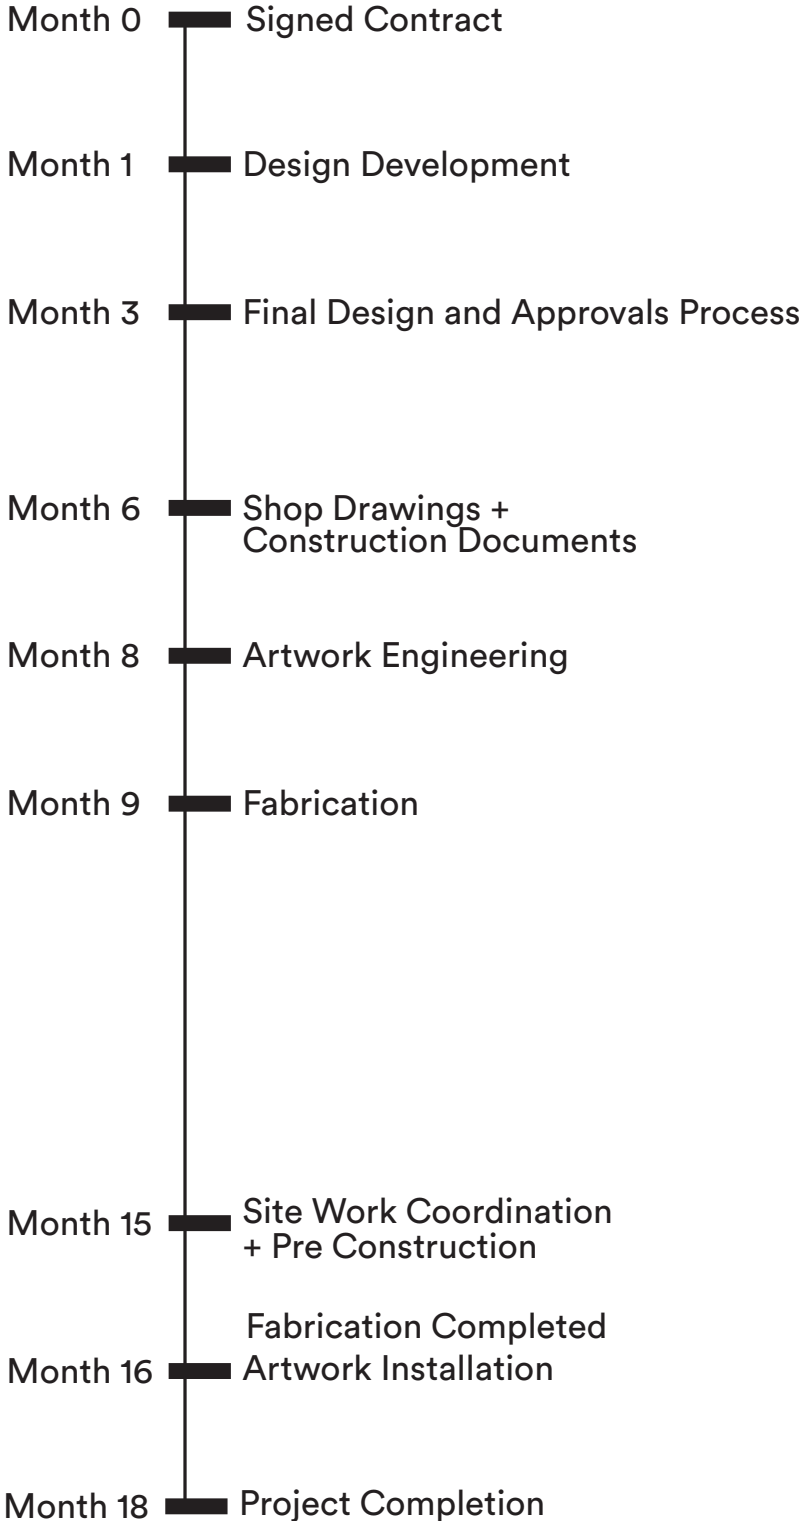 Month 0 Signed Contract
Month 1 Design Development
Month 3 Final Design and Approvals Process
Month 6 Shop Drawings +
Construction Documents
Month 8 Artwork Engineering
Month 9 Fabrication
Month 15 Site Work Coordination
+ Pre Construction
Fabrication Completed
Month 16 Artwork Installation
Month 18 Project Completion